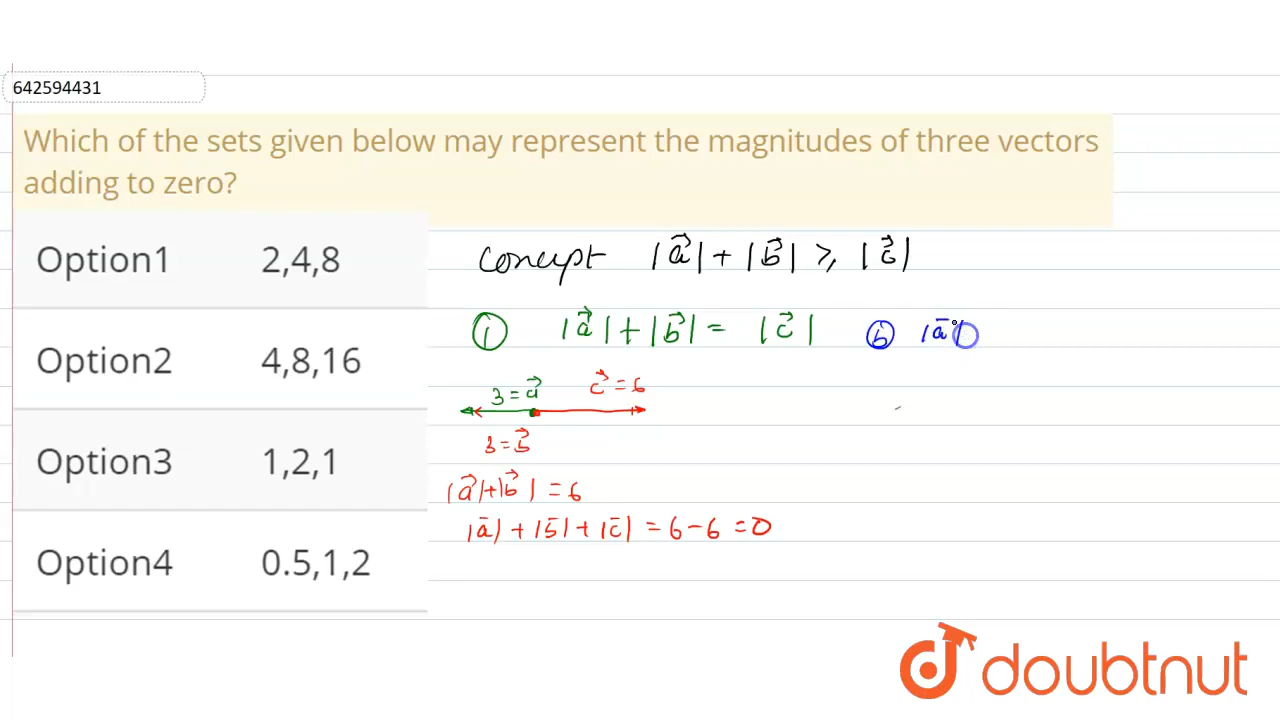 642594431
Which of the sets given below may represent the magnitudes of three vectors
adding to zero?
Option1 2,4,8
Option2 4,8,16
Option3 1,2,1
Option4 0.5,1,2
concept |a⃗| + |b⃗| ⩾ |c⃗|
① |a⃗| + |b⃗| = |c⃗|
ⓑ |a̅|
3 = a⃗ c⃗ = 6
3 = b⃗
|a⃗| + |b⃗| = 6
|a̅| + |b̅| + |c̅| = 6 - 6 = 0
doubtnut